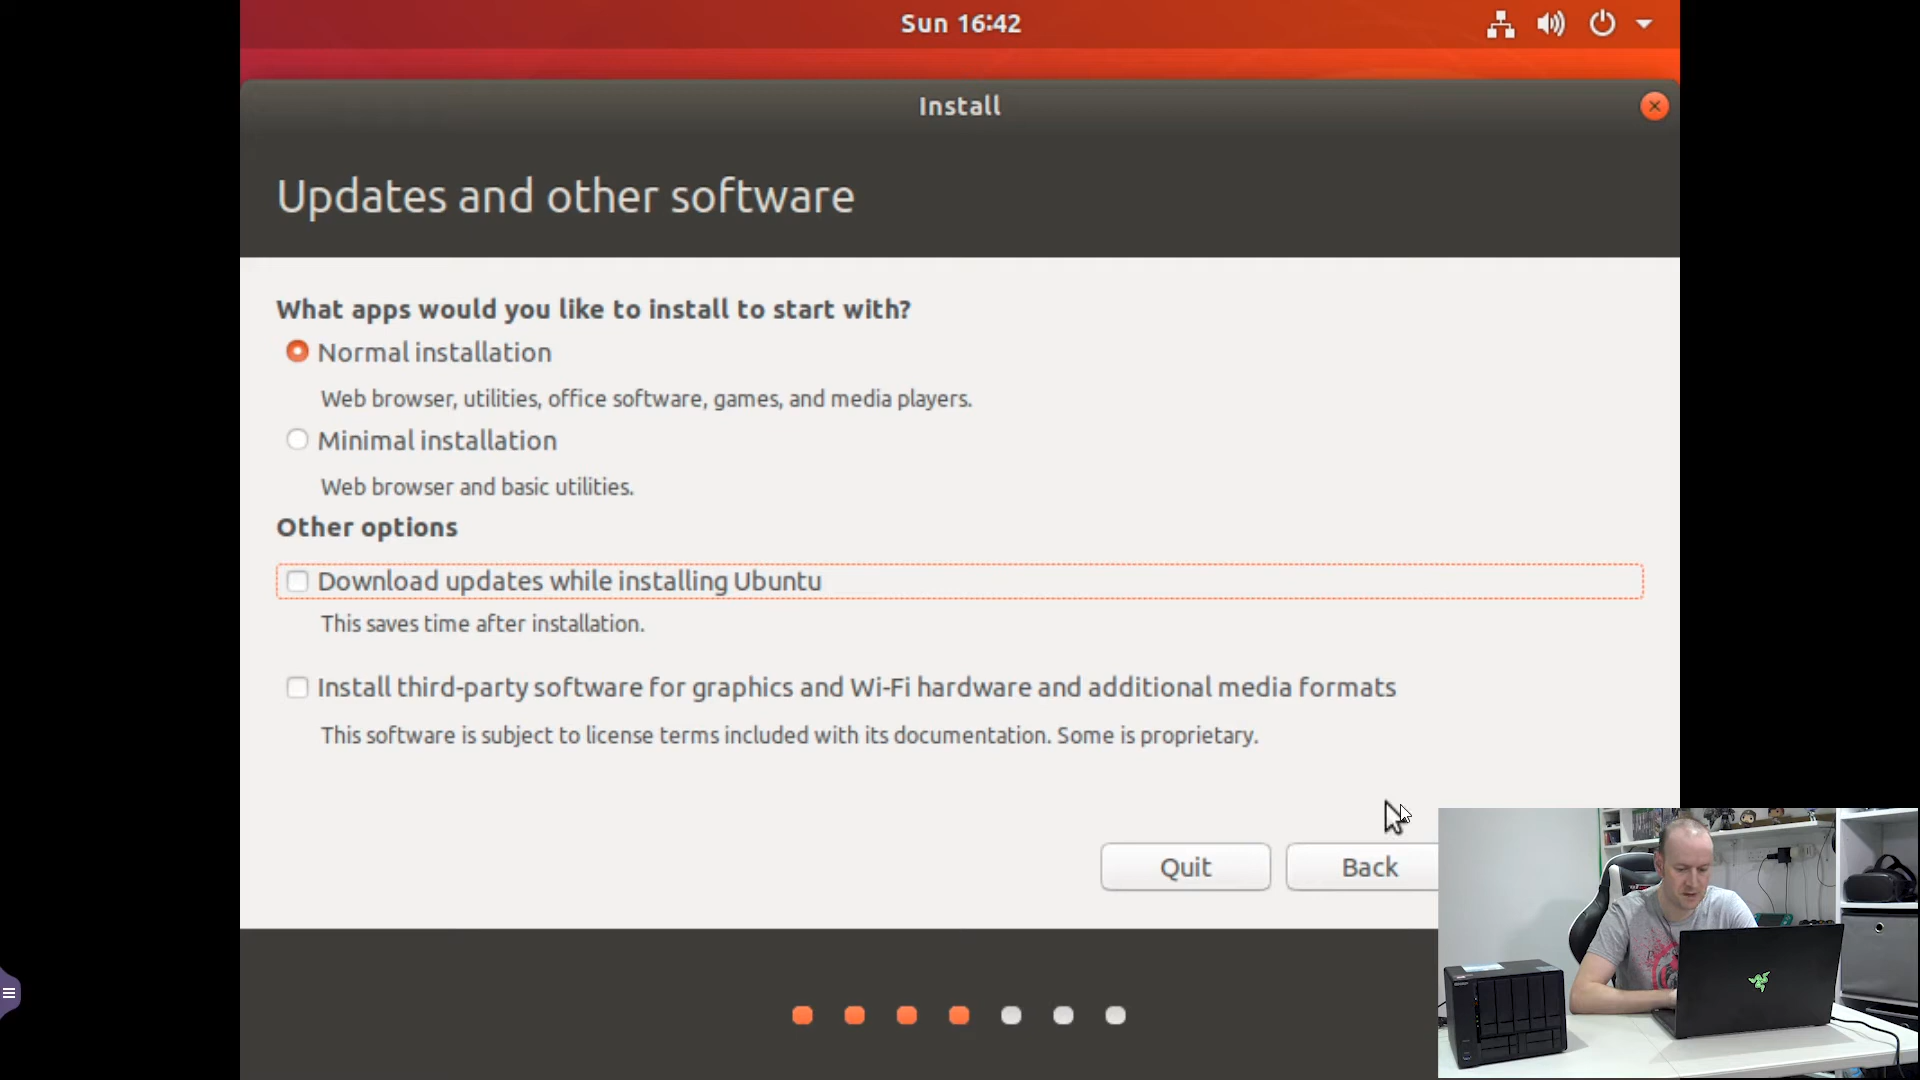 Sun 16:42
Install
Updates and other software
What apps would you like to install to start with?
Normal installation
Web browser, utilities, office software, games, and media players.
Minimal installation
Web browser and basic utilities.
Other options
Download updates while installing Ubuntu
This saves time after installation.
Install third-party software for graphics and Wi-Fi hardware and additional media formats
This software is subject to license terms included with its documentation. Some is proprietary.
Quit
Back